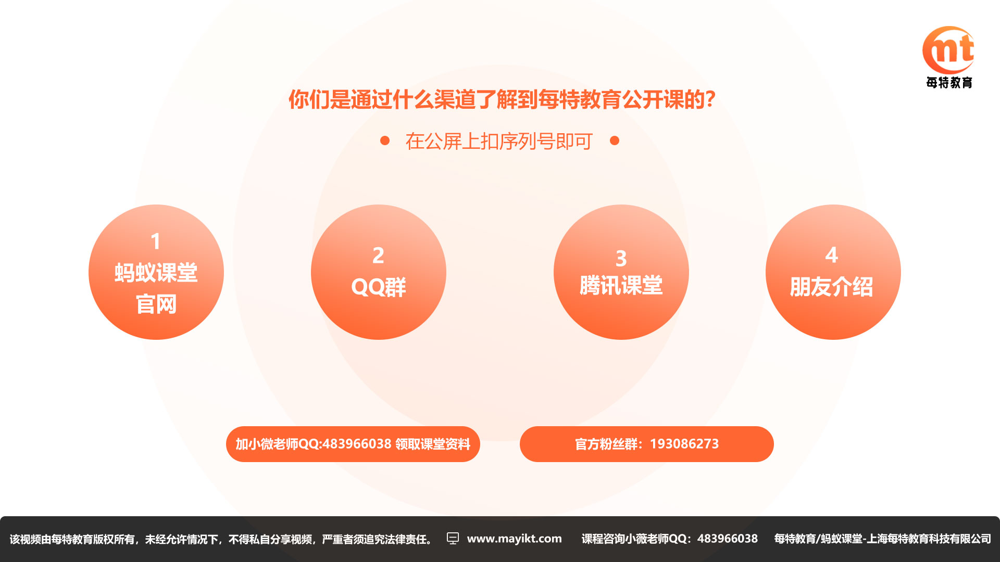 mt
每特教育
你们是通过什么渠道了解到每特教育公开课的?
在公屏上扣序列号即可
1
蚂蚁课堂
官网
2
QQ群
3
腾讯课堂
4
朋友介绍
加小微老师QQ:483966038 领取课堂资料
官方粉丝群：193086273
该视频由每特教育版权所有，未经允许情况下，不得私自分享视频，严重者须追究法律责任。
www.mayikt.com
课程咨询小薇老师QQ：483966038
每特教育/蚂蚁课堂-上海每特教育科技有限公司